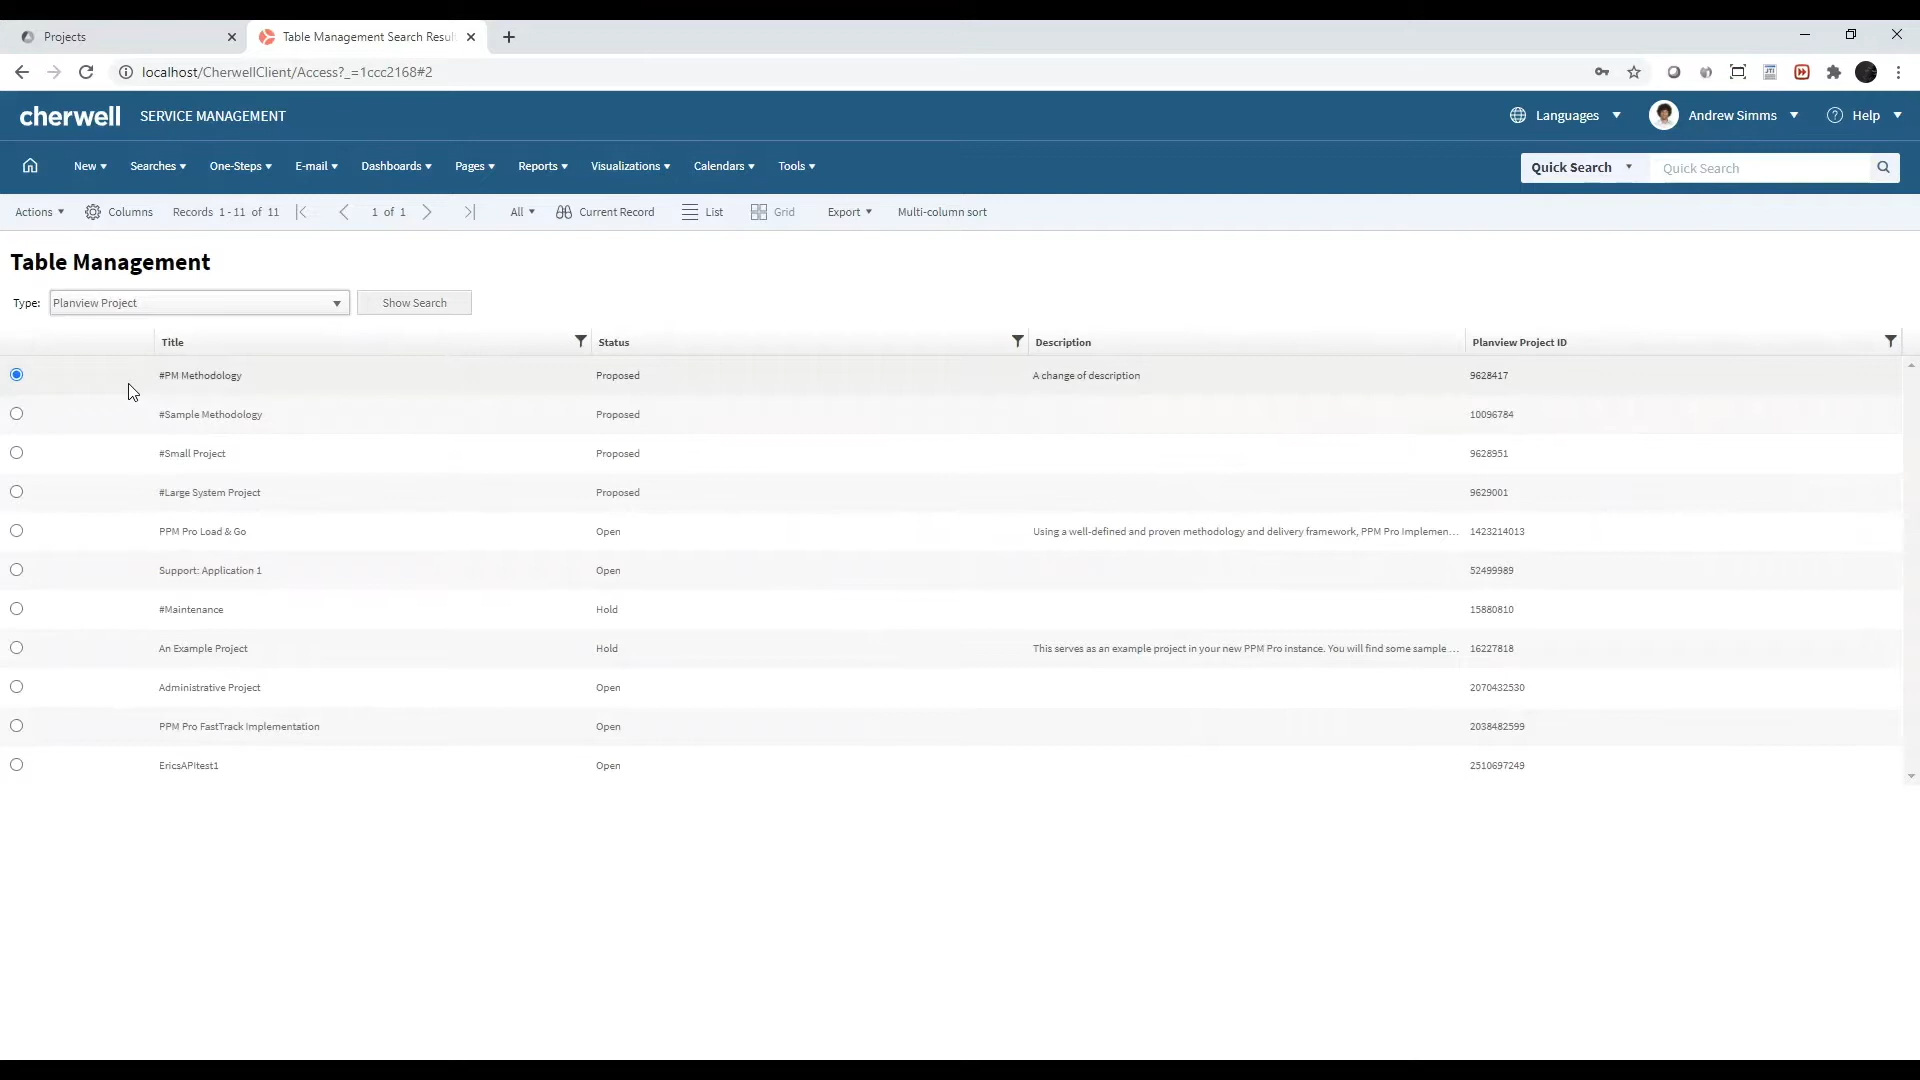 Projects
Table Management Search Resul
localhost/CherwellClient/Access?_=1ccc2168#2
cherwell SERVICE MANAGEMENT
Languages
Andrew Simms
Help
New Searches One-Steps E-mail Dashboards Pages Reports Visualizations Calendars Tools
Quick Search
Quick Search
Actions Columns Records 1 - 11 of 11 1 of 1 All Current Record List Grid Export Multi-column sort
Table Management
Type: Planview Project Show Search
Title Status Description Planview Project ID
#PM Methodology Proposed A change of description 9628417
#Sample Methodology Proposed 10096784
#Small Project Proposed 9628951
#Large System Project Proposed 9629001
PPM Pro Load & Go Open Using a well-defined and proven methodology and delivery framework, PPM Pro Implemen... 1423214013
Support: Application 1 Open 52499989
#Maintenance Hold 15880810
An Example Project Hold This serves as an example project in your new PPM Pro instance. You will find some sample ... 16227818
Administrative Project Open 2070432530
PPM Pro FastTrack Implementation Open 2038482599
EricsAPItest1 Open 2510697249